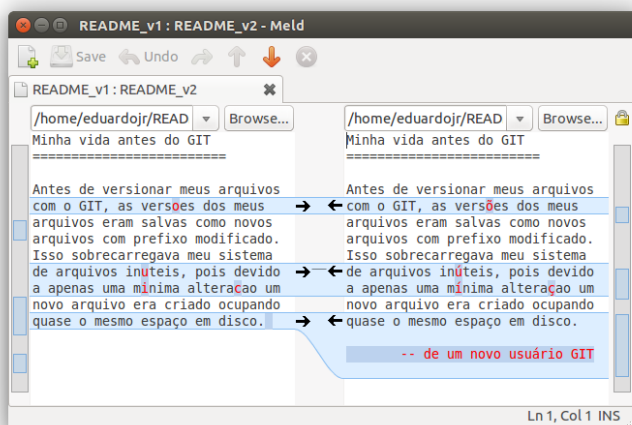 README_v1 : README_v2 - Meld
Save Undo
README_v1 : README_v2
/home/eduardojr/READ Browse...
Minha vida antes do GIT
=========================
Antes de versionar meus arquivos
com o GIT, as versoes dos meus
arquivos eram salvas como novos
arquivos com prefixo modificado.
Isso sobrecarregava meu sistema
de arquivos inuteis, pois devido
a apenas uma minima alteracao um
novo arquivo era criado ocupando
quase o mesmo espaço em disco.
/home/eduardojr/READ Browse...
Minha vida antes do GIT
=========================
Antes de versionar meus arquivos
com o GIT, as versões dos meus
arquivos eram salvas como novos
arquivos com prefixo modificado.
Isso sobrecarregava meu sistema
de arquivos inúteis, pois devido
a apenas uma mínima alteraçao um
novo arquivo era criado ocupando
quase o mesmo espaço em disco.
-- de um novo usuário GIT
Ln 1, Col 1 INS